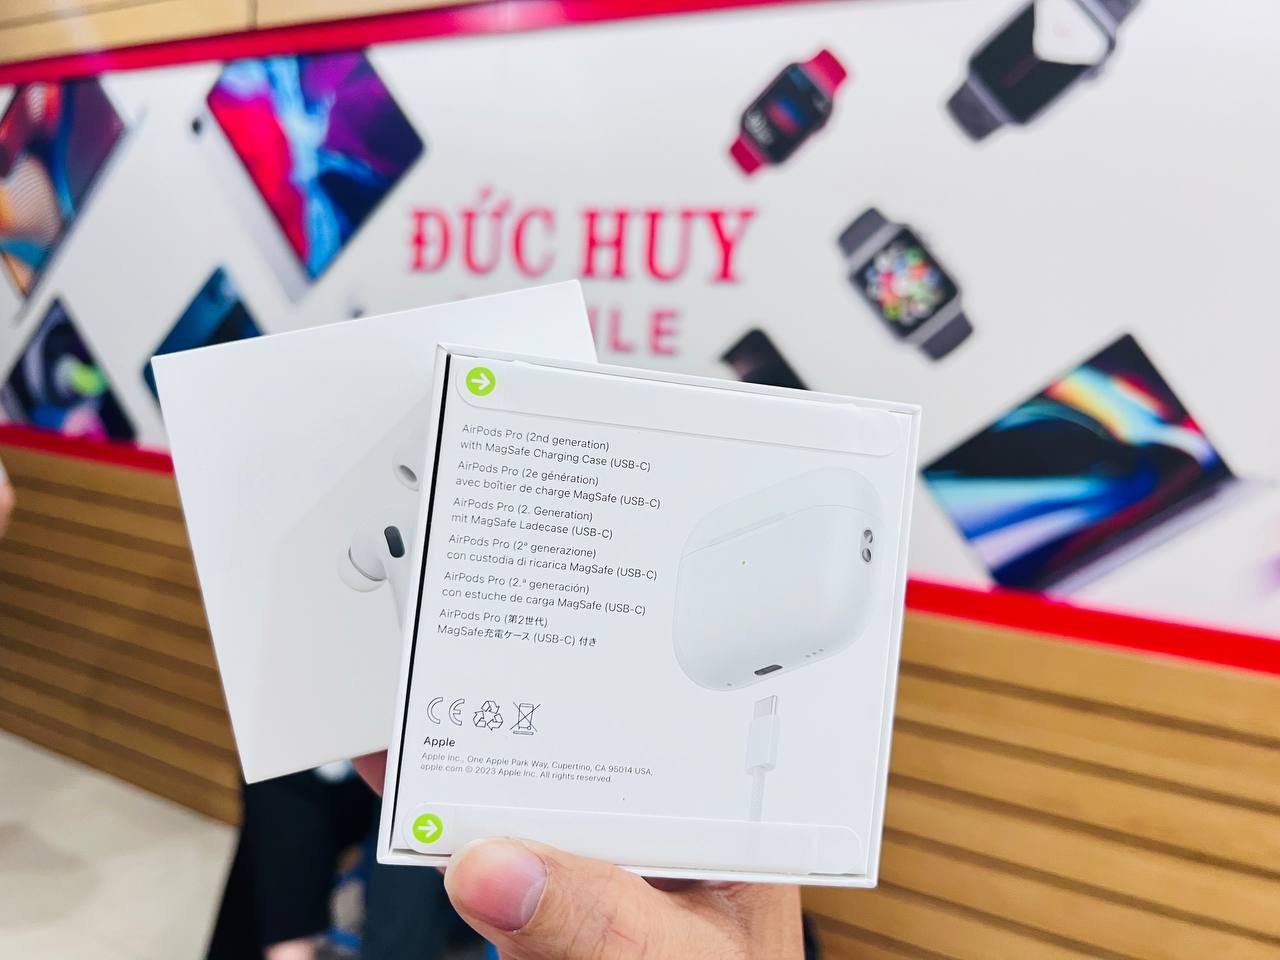 ĐỨC HUY
ILE
AirPods Pro (2nd generation)
with MagSafe Charging Case (USB-C)
AirPods Pro (2e génération)
avec boîtier de charge MagSafe (USB-C)
AirPods Pro (2. Generation)
mit MagSafe Ladecase (USB-C)
AirPods Pro (2ª generazione)
con custodia di ricarica MagSafe (USB-C)
AirPods Pro (2.ª generación)
con estuche de carga MagSafe (USB-C)
AirPods Pro (第2世代)
MagSafe充電ケース (USB-C) 付き
CE
Apple
Apple Inc., One Apple Park Way, Cupertino, CA 95014 USA,
apple.com © 2023 Apple Inc. All rights reserved.